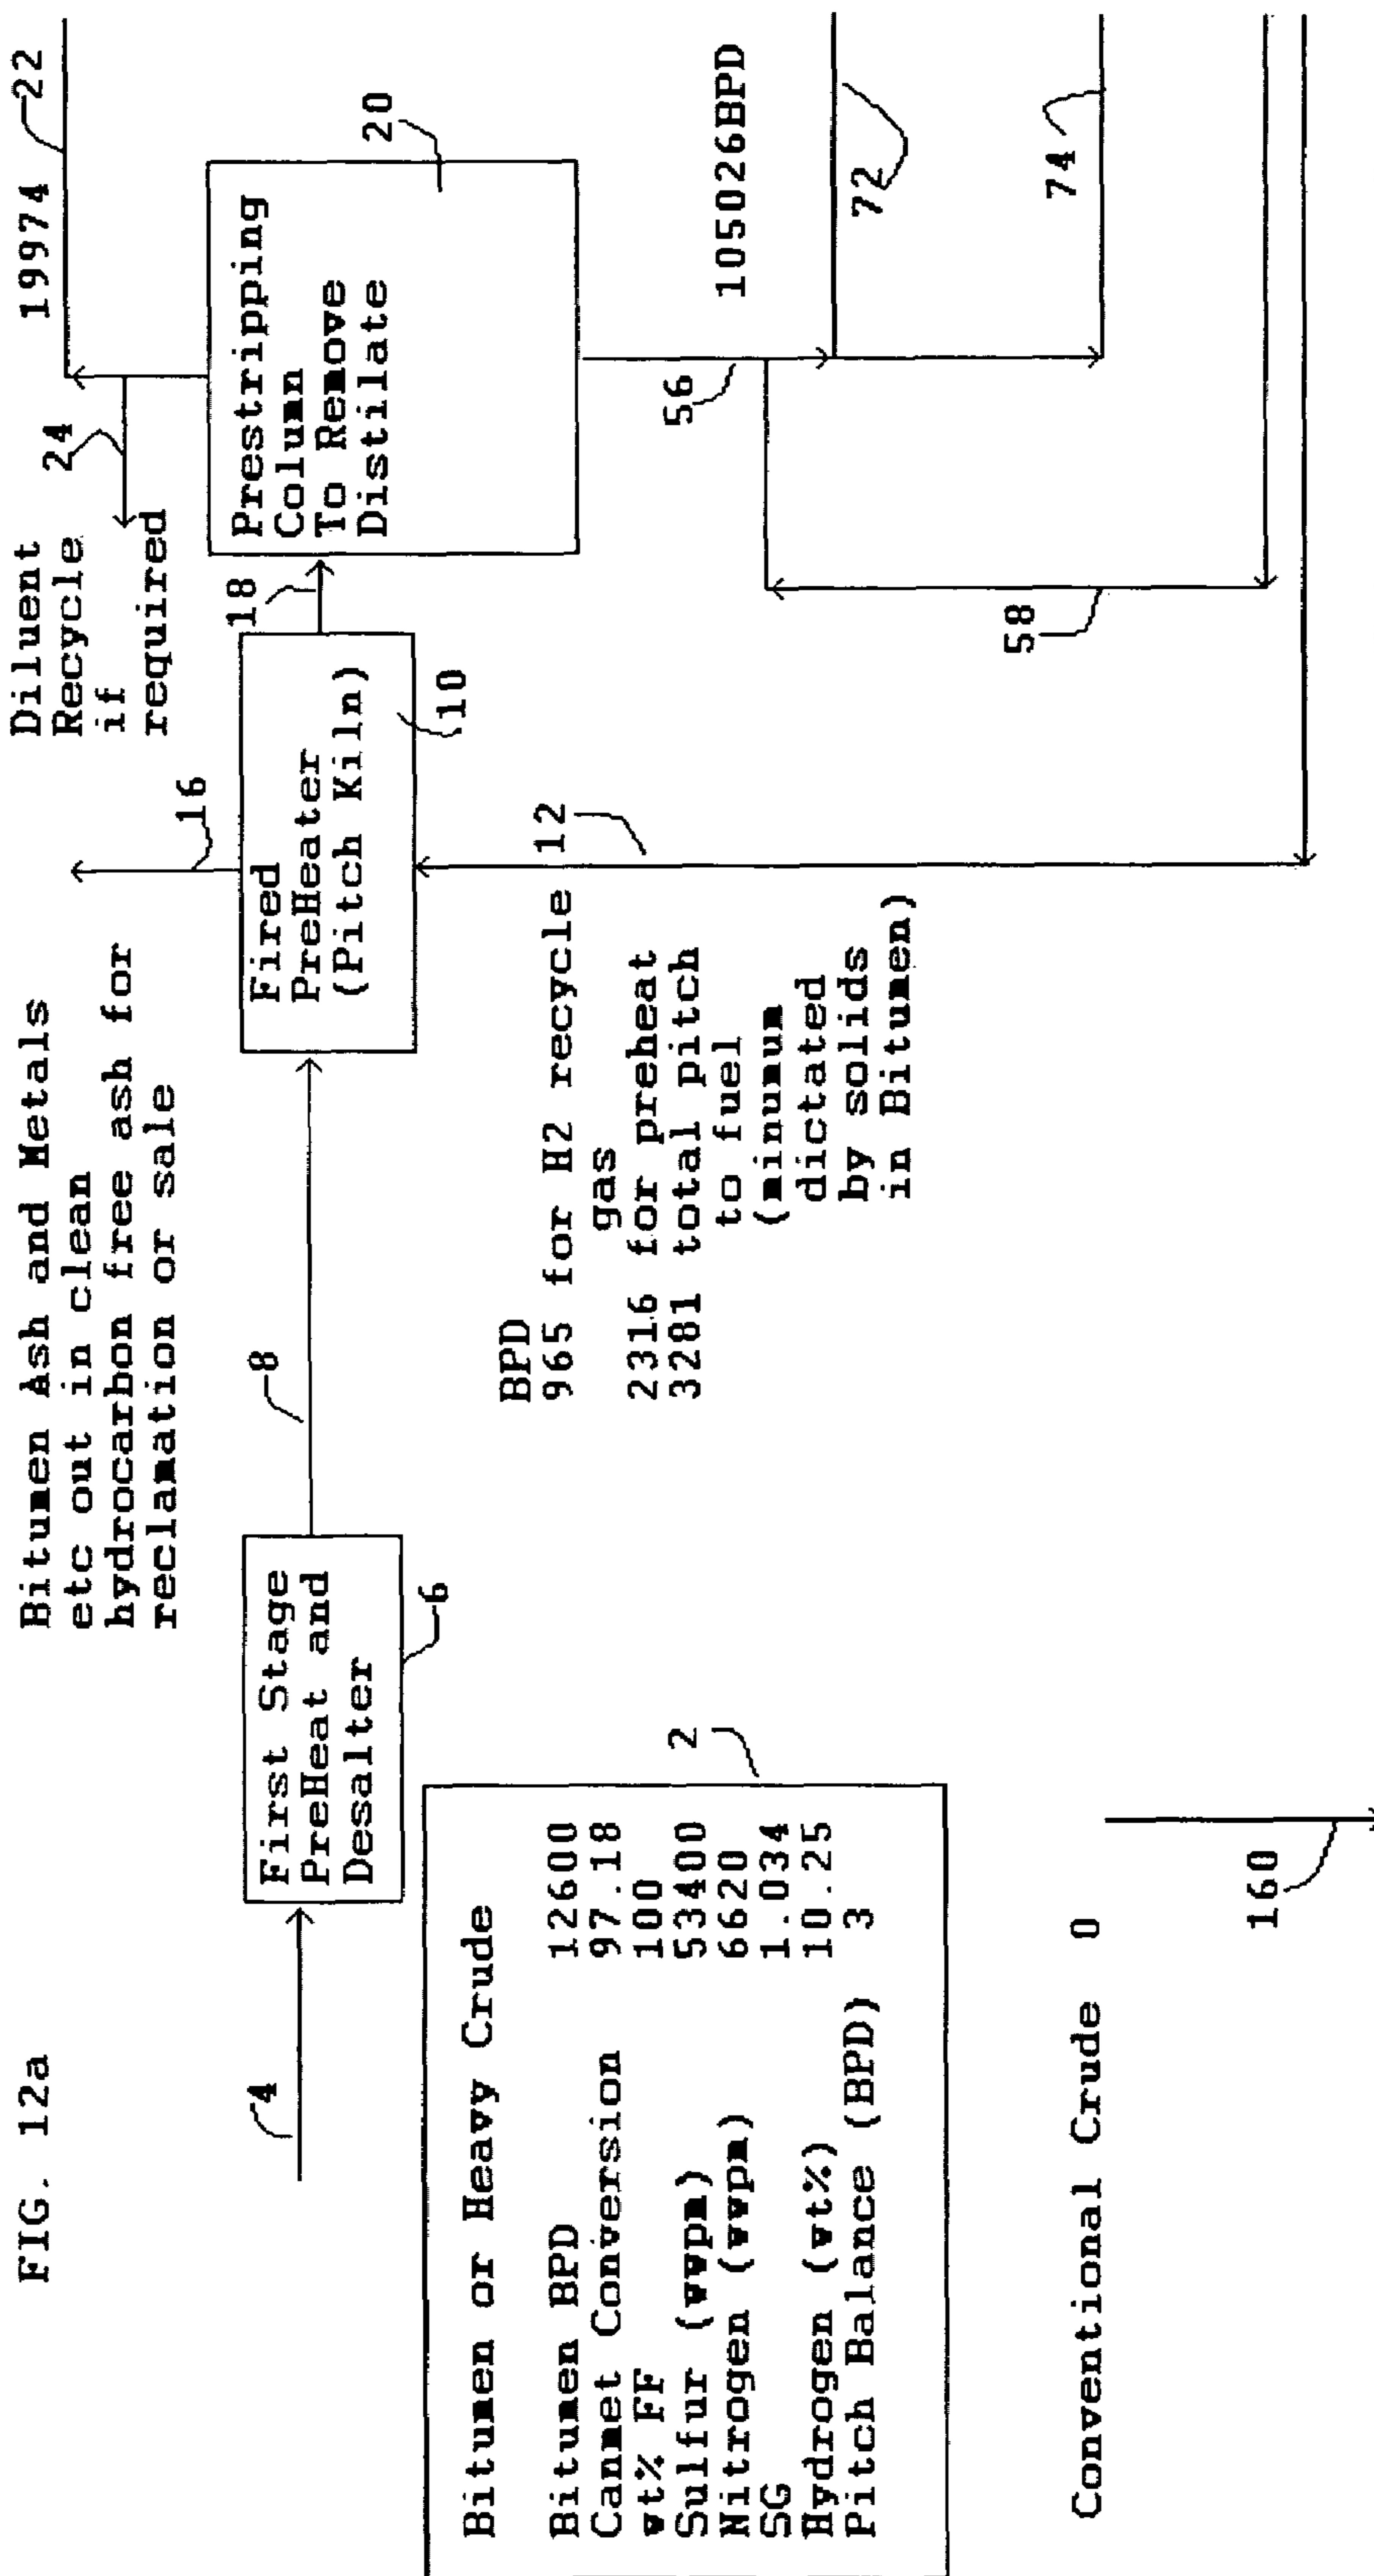 FIG. 12a
Bitumen Ash and Metals
etc out in clean
hydrocarbon free ash for
reclamation or sale
Diluent
Recycle
if
required
19974
22
24
16
4
First Stage
PreHeat and
Desalter
6
8
Fired
PreHeater
(Pitch Kiln)
10
18
Prestripping
Column
To Remove
Distilate
20
Bitumen or Heavy Crude
Bitumen BPD 12600
Canmet Conversion 97.18
wt% FF 100
Sulfur (wwpm) 53400
Nitrogen (wwpm) 6620
SG 1.034
Hydrogen (wt%) 10.25
Pitch Balance (BPD) 3
2
BPD
965 for H2 recycle
gas
2316 for preheat
3281 total pitch
to fuel
(minumum
dictated
by solids
in Bitumen)
12
56
105026BPD
72
58
74
Conventional Crude 0
160